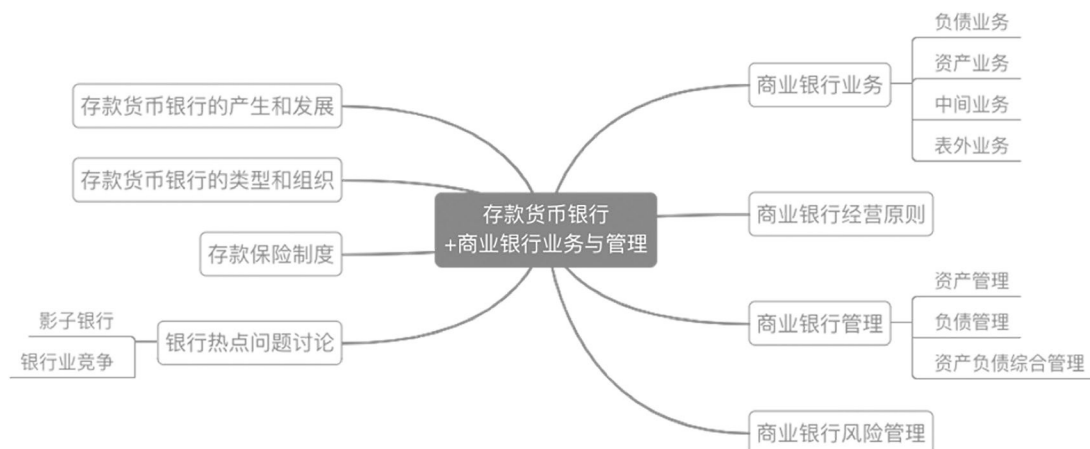 存款货币银行
+商业银行业务与管理
存款货币银行的产生和发展
存款货币银行的类型和组织
存款保险制度
银行热点问题讨论
影子银行
银行业竞争
商业银行业务
负债业务
资产业务
中间业务
表外业务
商业银行经营原则
商业银行管理
资产管理
负债管理
资产负债综合管理
商业银行风险管理